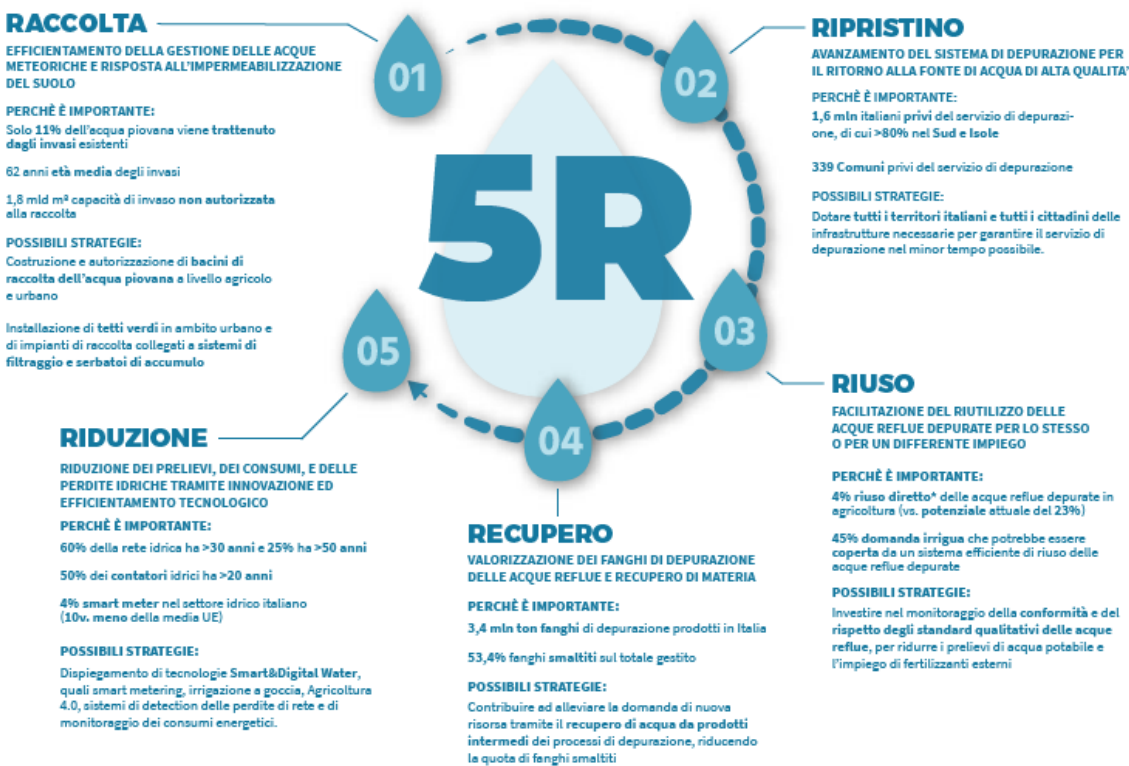 RACCOLTA
EFFICIENTAMENTO DELLA GESTIONE DELLE ACQUE
METEORICHE E RISPOSTA ALL'IMPERMEABILIZZAZIONE
DEL SUOLO
PERCHÈ È IMPORTANTE:
Solo 11% dell'acqua piovana viene trattenuto
dagli invasi esistenti
62 anni età media degli invasi
1,8 mld m³ capacità di invaso non autorizzata
alla raccolta
POSSIBILI STRATEGIE:
Costruzione e autorizzazione di bacini di
raccolta dell'acqua piovana a livello agricolo
e urbano
Installazione di tetti verdi in ambito urbano e
di impianti di raccolta collegati a sistemi di
filtraggio e serbatoi di accumulo
01
02
5R
03
04
05
RIPRISTINO
AVANZAMENTO DEL SISTEMA DI DEPURAZIONE PER
IL RITORNO ALLA FONTE DI ACQUA DI ALTA QUALITA'
PERCHÈ È IMPORTANTE:
1,6 mln italiani privi del servizio di depurazi-
one, di cui >80% nel Sud e Isole
339 Comuni privi del servizio di depurazione
POSSIBILI STRATEGIE:
Dotare tutti i territori italiani e tutti i cittadini delle
infrastrutture necessarie per garantire il servizio di
depurazione nel minor tempo possibile.
RIUSO
FACILITAZIONE DEL RIUTILIZZO DELLE
ACQUE REFLUE DEPURATE PER LO STESSO
O PER UN DIFFERENTE IMPIEGO
PERCHÈ È IMPORTANTE:
4% riuso diretto* delle acque reflue depurate in
agricoltura (vs. potenziale attuale del 23%)
45% domanda irrigua che potrebbe essere
coperta da un sistema efficiente di riuso delle
acque reflue depurate
POSSIBILI STRATEGIE:
Investire nel monitoraggio della conformità e del
rispetto degli standard qualitativi delle acque
reflue, per ridurre i prelievi di acqua potabile e
l'impiego di fertilizzanti esterni
RECUPERO
VALORIZZAZIONE DEI FANGHI DI DEPURAZIONE
DELLE ACQUE REFLUE E RECUPERO DI MATERIA
PERCHÈ È IMPORTANTE:
3,4 mln ton fanghi di depurazione prodotti in Italia
53,4% fanghi smaltiti sul totale gestito
POSSIBILI STRATEGIE:
Contribuire ad alleviare la domanda di nuova
risorsa tramite il recupero di acqua da prodotti
intermedi dei processi di depurazione, riducendo
la quota di fanghi smaltiti
RIDUZIONE
RIDUZIONE DEI PRELIEVI, DEI CONSUMI, E DELLE
PERDITE IDRICHE TRAMITE INNOVAZIONE ED
EFFICIENTAMENTO TECNOLOGICO
PERCHÈ È IMPORTANTE:
60% della rete idrica ha >30 anni e 25% ha >50 anni
50% dei contatori idrici ha >20 anni
4% smart meter nel settore idrico italiano
(10v. meno della media UE)
POSSIBILI STRATEGIE:
Dispiegamento di tecnologie Smart&Digital Water,
quali smart metering, irrigazione a goccia, Agricoltura
4.0, sistemi di detection delle perdite di rete e di
monitoraggio dei consumi energetici.